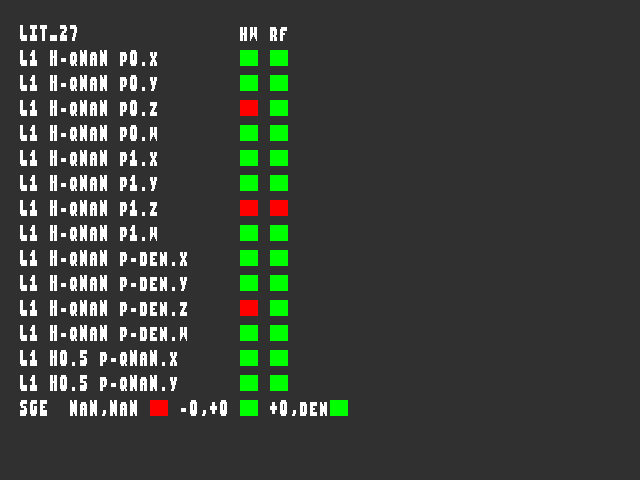 LIT_27 HW RF
L1 H-QNAN P0.X
L1 H-QNAN P0.Y
L1 H-QNAN P0.Z
L1 H-QNAN P0.W
L1 H-QNAN P1.X
L1 H-QNAN P1.Y
L1 H-QNAN P1.Z
L1 H-QNAN P1.W
L1 H-QNAN P-DEN.X
L1 H-QNAN P-DEN.Y
L1 H-QNAN P-DEN.Z
L1 H-QNAN P-DEN.W
L1 H0.5 P-QNAN.X
L1 H0.5 P-QNAN.Y
SGE NAN,NAN -0,+0 +0,DEN